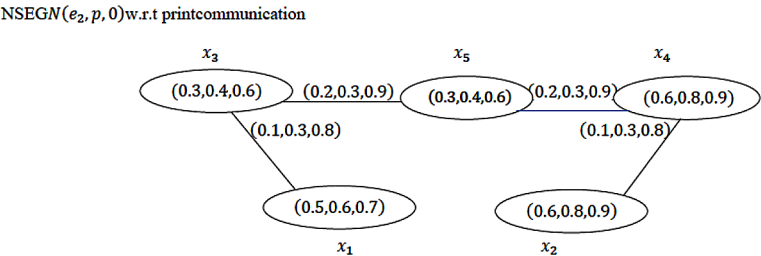 NSEGN(e₂,p,0)w.r.t printcommunication
x₃ x₅ x₄
(0.3,0.4,0.6) (0.2,0.3,0.9) (0.3,0.4,0.6) (0.2,0.3,0.9) (0.6,0.8,0.9)
(0.1,0.3,0.8) (0.1,0.3,0.8)
(0.5,0.6,0.7) (0.6,0.8,0.9)
x₁ x₂